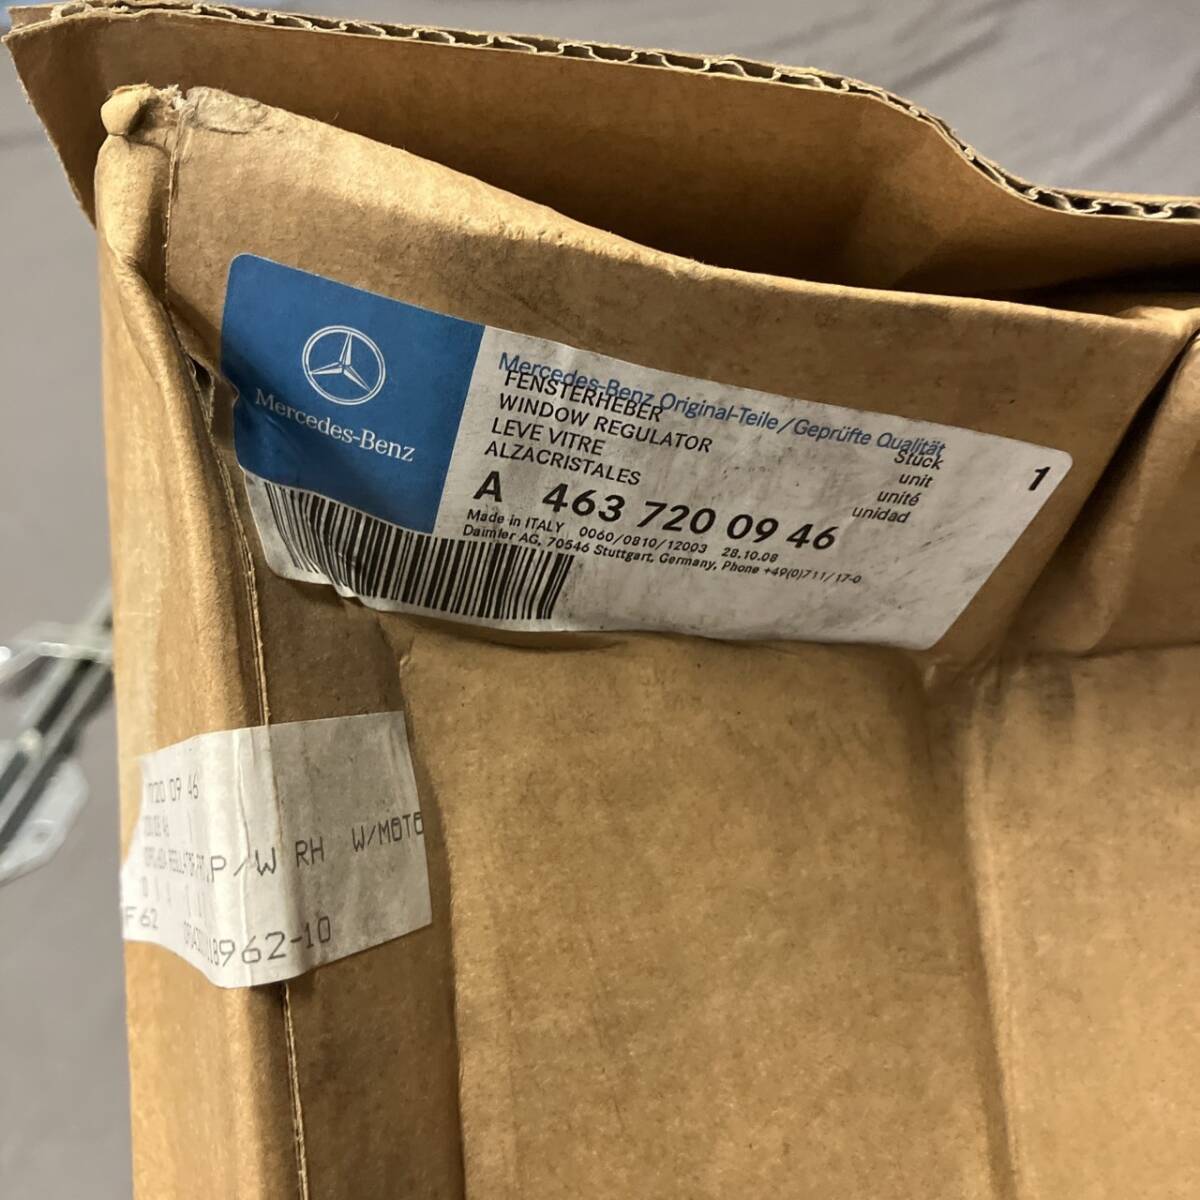 Mercedes-Benz
Mercedes-Benz Original-Teile/Geprüfte Qualität
FENSTERHEBER
WINDOW REGULATOR
LEVE VITRE
ALZACRISTALES
Stück
unit
unité
unidad
1
A 463 720 09 46
Made in ITALY 0060/0810/12003 28.10.08
Daimler AG, 70546 Stuttgart, Germany, Phone +49(0)711/17-0
720 09 46
P/W RH W/MOTO
F62
18962-10